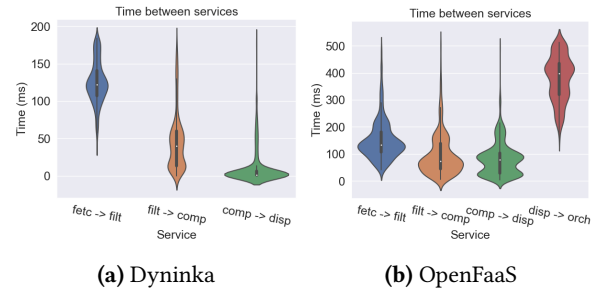 Time between services
Time (ms)
200
150
100
50
0
fetc -> filt
filt -> comp
comp -> disp
Service
(a) Dyninka
Time between services
Time (ms)
500
400
300
200
100
0
fetc -> filt
filt -> comp
comp -> disp
disp -> orch
Service
(b) OpenFaaS